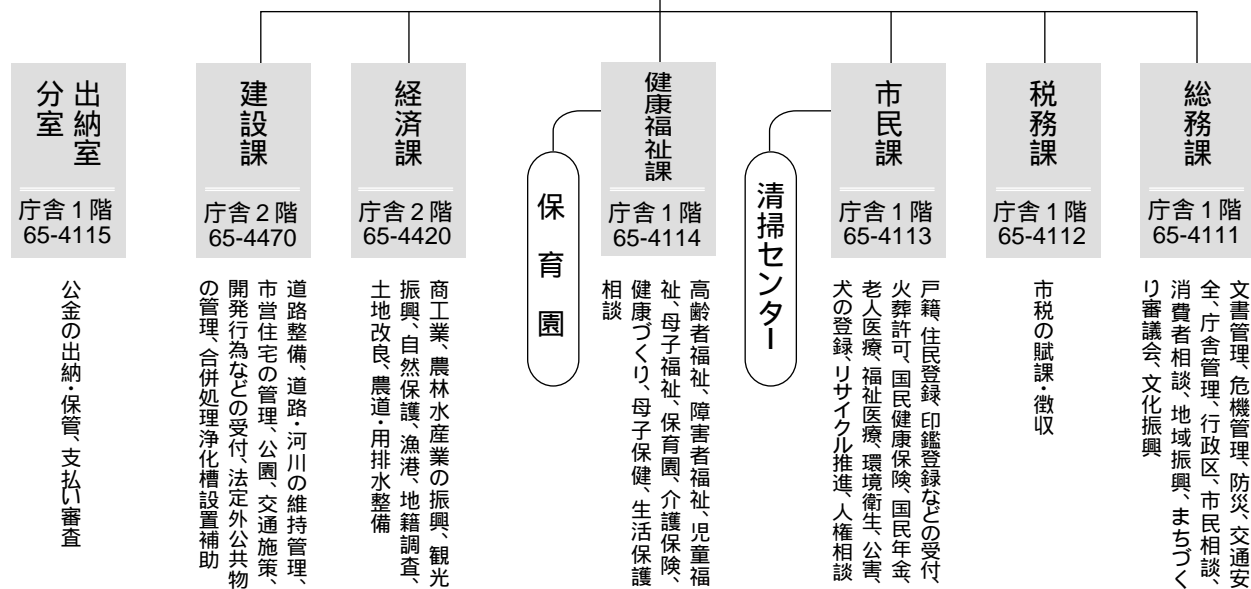 総務課
庁舎1階
65-4111
文書管理、危機管理、防災、交通安
全、庁舎管理、行政区、市民相談、
消費者相談、地域振興、まちづく
り審議会、文化振興
税務課
庁舎1階
65-4112
市税の賦課・徴収
市民課
庁舎1階
65-4113
戸籍、住民登録、印鑑登録などの受付、
火葬許可、国民健康保険、国民年金、
老人医療、福祉医療、環境衛生、公害、
犬の登録、リサイクル推進、人権相談
清掃センター
健康福祉課
庁舎1階
65-4114
高齢者福祉、障害者福祉、児童福
祉、母子福祉、保育園、介護保険、
健康づくり、母子保健、生活保護
相談
保育園
経済課
庁舎2階
65-4420
商工業、農林水産業の振興、観光
振興、自然保護、漁港、地籍調査、
土地改良、農道・用排水整備
建設課
庁舎2階
65-4470
道路整備、道路・河川の維持管理、
市営住宅の管理、公園、交通施策、
開発行為などの受付、法定外公共物
の管理、合併処理浄化槽設置補助
出納室
分室
庁舎1階
65-4115
公金の出納・保管、支払い審査